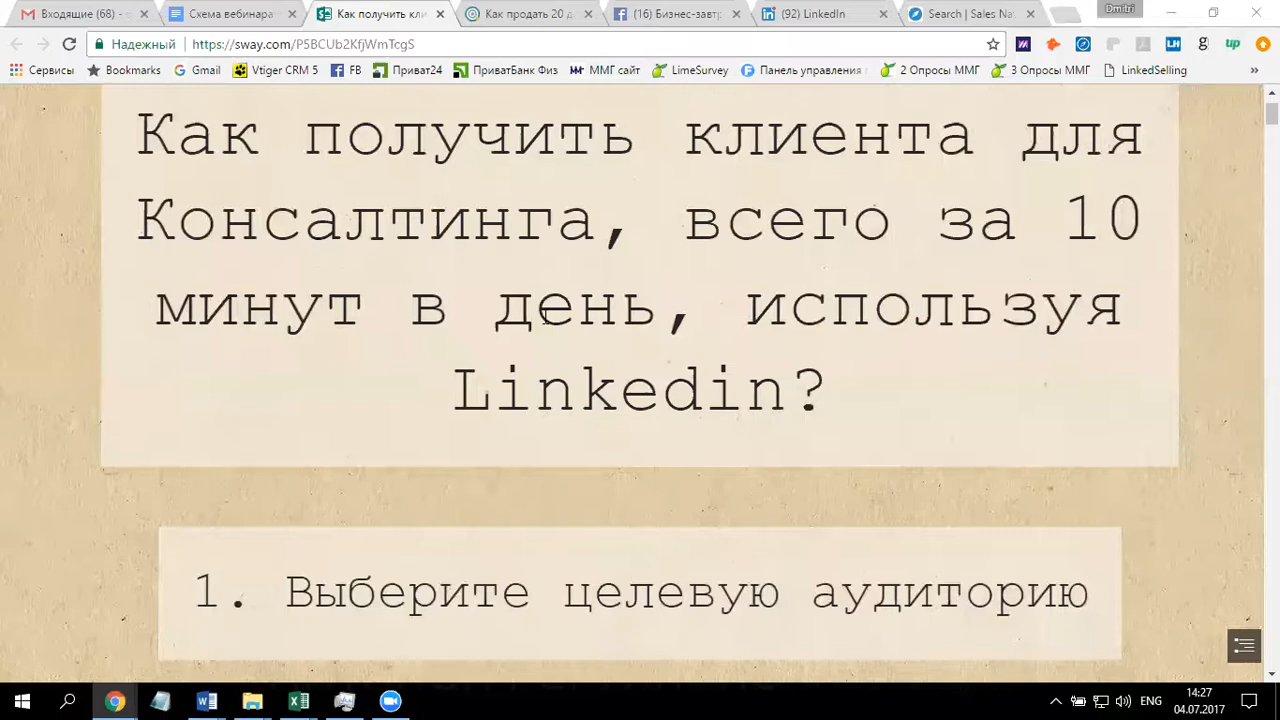 Входящие (68) -
Схема вебинара
Как получить кли
Как продать 20 д
(16) Бизнес-завтр
(92) LinkedIn
Search | Sales Na
Dmitri
Надежный https://sway.com/P5BCUb2KfjWmTcgS
Сервисы Bookmarks Gmail Vtiger CRM 5 FB Приват24 ПриватБанк Физ ММГ сайт LimeSurvey Панель управления 2 Опросы ММГ 3 Опросы ММГ LinkedSelling »
Как получить клиента для
Консалтинга, всего за 10
минут в день, используя
Linkedin?
1. Выберите целевую аудиторию
ENG
14:27
04.07.2017